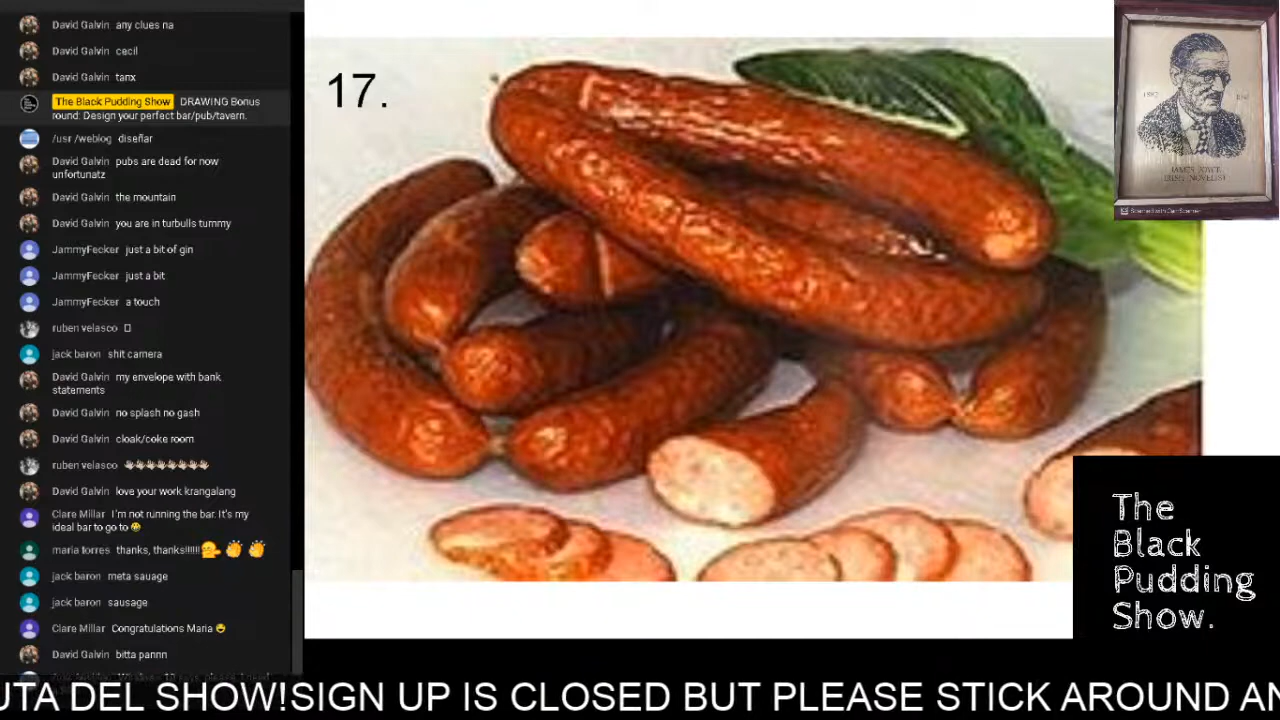 David Galvin any clues na
David Galvin cecil
David Galvin tanx
The Black Pudding Show DRAWING Bonus
round: Design your perfect bar/pub/tavern.
/usr /weblog diseñar
David Galvin pubs are dead for now
unfortunatz
David Galvin the mountain
David Galvin you are in turbulls tummy
JammyFecker just a bit of gin
JammyFecker just a bit
JammyFecker a touch
ruben velasco
jack baron shit camera
David Galvin my envelope with bank
statements
David Galvin no splash no gash
David Galvin cloak/coke room
ruben velasco 👋🏼👋🏼👋🏼👋🏼👋🏼👋🏼👋🏼👋🏼
David Galvin love your work krangalang
Clare Millar I'm not running the bar. It's my
ideal bar to go to 😂
maria torres thanks, thanks!!!!!!! 🤗 👏 👏
jack baron meta sauage
jack baron sausage
Clare Millar Congratulations Maria 😂
David Galvin bitta pannn
17.
JAMES JOYCE
IRISH NOVELIST
Scanned with CamScanner
The
Black
Pudding
Show.
UTA DEL SHOW!SIGN UP IS CLOSED BUT PLEASE STICK AROUND AN